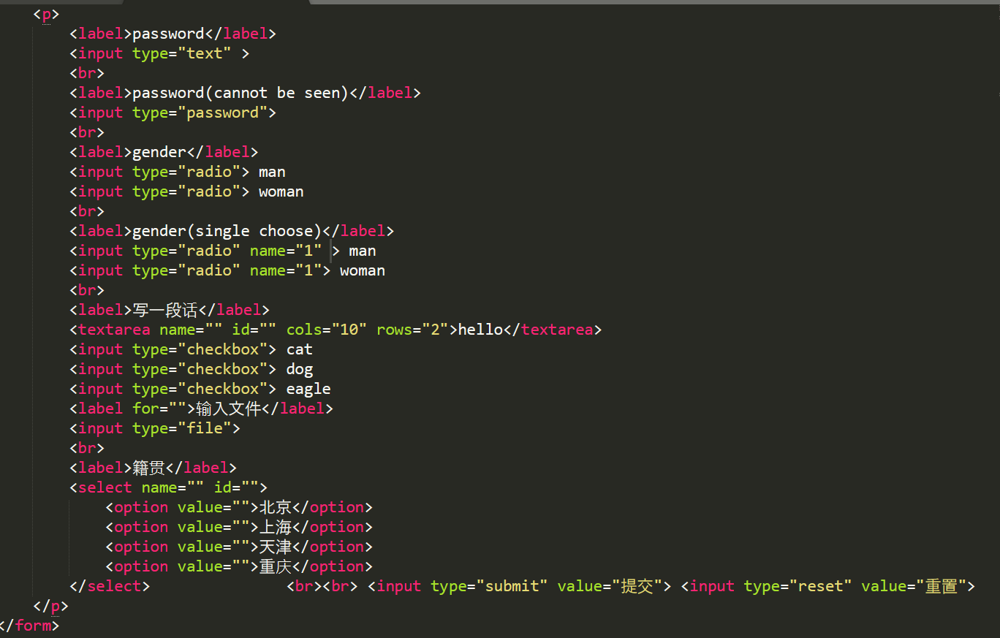 <p>
<label>password</label>
<input type="text" >
<br>
<label>password(cannot be seen)</label>
<input type="password">
<br>
<label>gender</label>
<input type="radio"> man
<input type="radio"> woman
<br>
<label>gender(single choose)</label>
<input type="radio" name="1" > man
<input type="radio" name="1"> woman
<br>
<label>写一段话</label>
<textarea name="" id="" cols="10" rows="2">hello</textarea>
<input type="checkbox"> cat
<input type="checkbox"> dog
<input type="checkbox"> eagle
<label for="">输入文件</label>
<input type="file">
<br>
<label>籍贯</label>
<select name="" id="">
<option value="">北京</option>
<option value="">上海</option>
<option value="">天津</option>
<option value="">重庆</option>
</select> <br><br> <input type="submit" value="提交"> <input type="reset" value="重置">
</p>
</form>